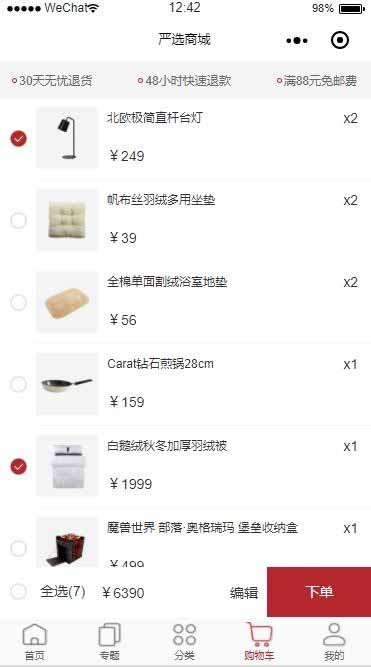 WeChat 12:42 98%
严选商城
30天无忧退货 48小时快速退款 满88元免邮费
北欧极简直杆台灯 x2
￥249
帆布丝羽绒多用坐垫 x2
￥39
全棉单面割绒浴室地垫 x2
￥56
Carat钻石煎锅28cm x1
￥159
白鹅绒秋冬加厚羽绒被 x1
￥1999
魔兽世界 部落·奥格瑞玛 堡垒收纳盒 x1
￥499
全选(7) ￥6390 编辑 下单
首页 专题 分类 购物车 我的